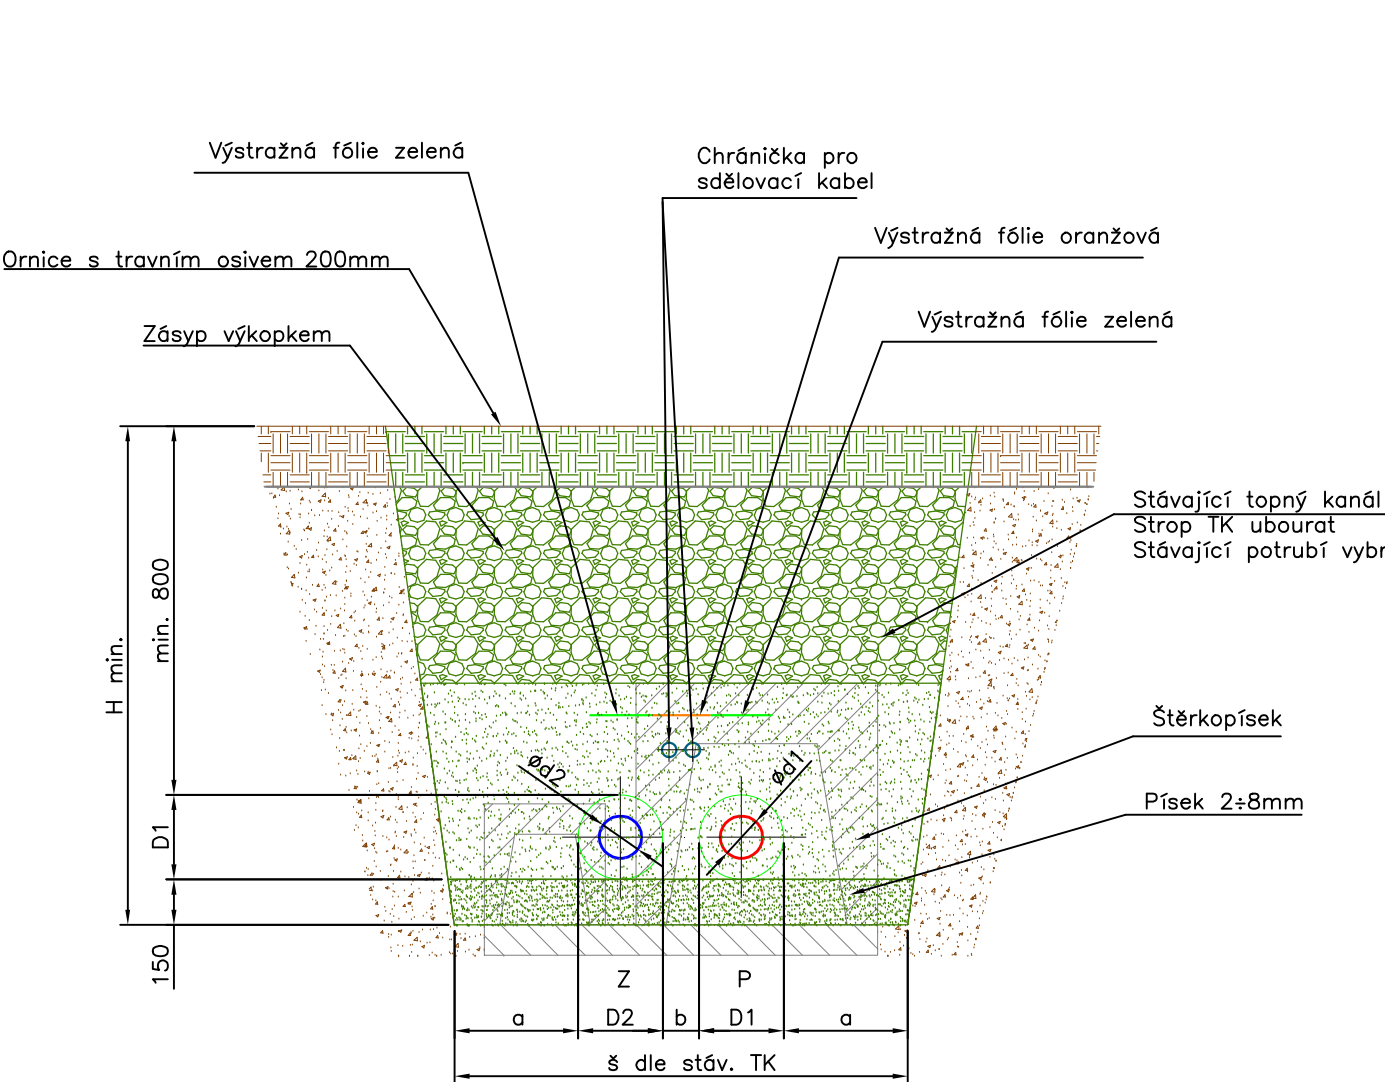 Výstražná fólie zelená
Chránička pro
sdělovací kabel
Výstražná fólie oranžová
Ornice s travním osivem 200mm
Výstražná fólie zelená
Zásyp výkopkem
Stávající topný kanál
Strop TK ubourat
Stávající potrubí vybr
min. 800
H min.
Štěrkopísek
ød2
ød1
Písek 2÷8mm
D1
150
Z
P
a
D2
b
D1
a
š dle stáv. TK